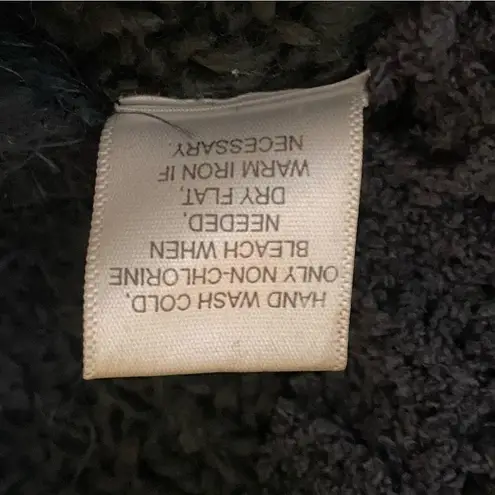 HAND WASH COLD,
ONLY NON-CHLORINE
BLEACH WHEN
NEEDED,
DRY FLAT,
WARM IRON IF
NECESSARY